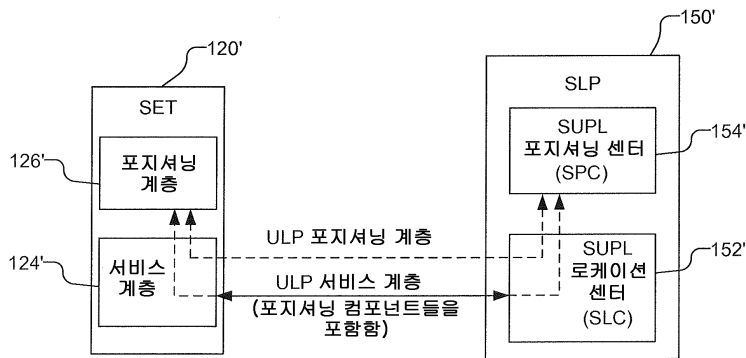 120'
SET
126'
포지셔닝
계층
124'
서비스
계층
150'
SLP
SUPL
포지셔닝 센터
(SPC)
154'
SUPL
로케이션
센터
(SLC)
152'
ULP 포지셔닝 계층
ULP 서비스 계층
(포지셔닝 컴포넌트들을
포함함)